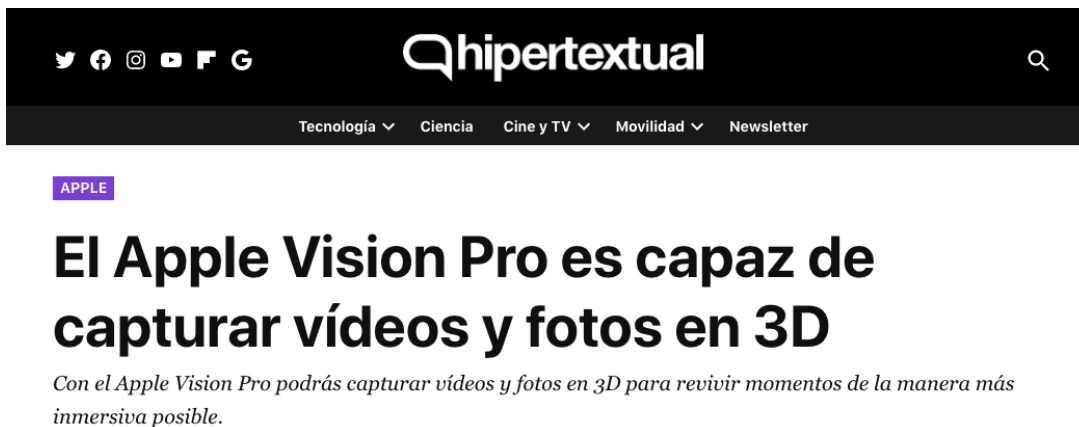 hipertextual
Tecnología Ciencia Cine y TV Movilidad Newsletter
APPLE
El Apple Vision Pro es capaz de
capturar vídeos y fotos en 3D
Con el Apple Vision Pro podrás capturar vídeos y fotos en 3D para revivir momentos de la manera más
inmersiva posible.